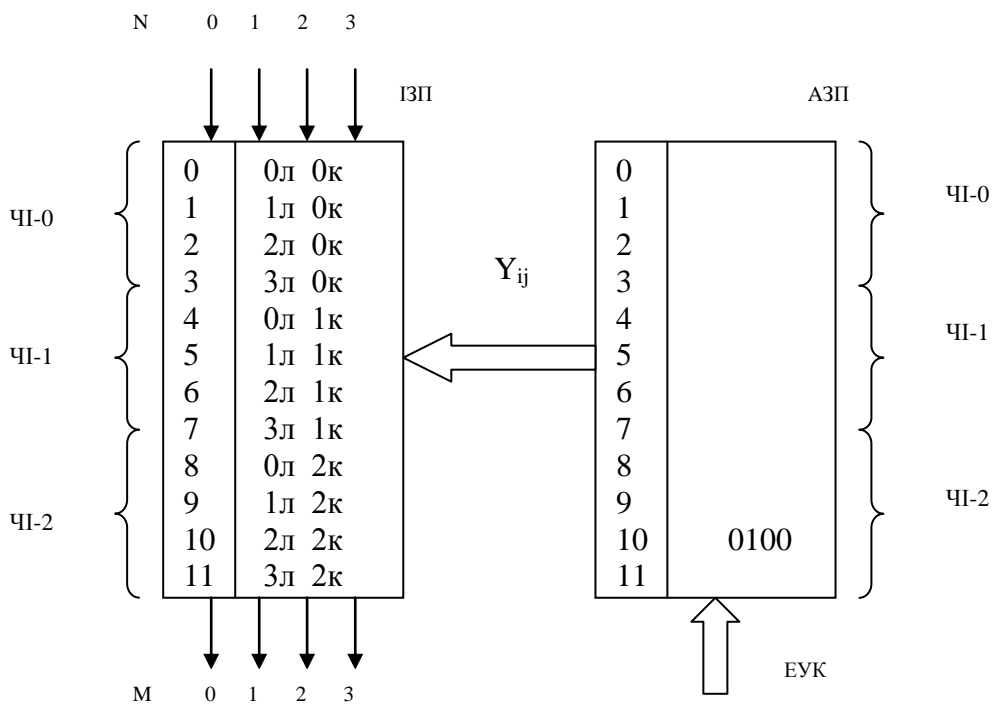 N 0 1 2 3
ІЗП
АЗП
ЧІ-0
ЧІ-1
ЧІ-2
0 0л 0к
1 1л 0к
2 2л 0к
3 3л 0к
4 0л 1к
5 1л 1к
6 2л 1к
7 3л 1к
8 0л 2к
9 1л 2к
10 2л 2к
11 3л 2к
Yij
0
1
2
3
4
5
6
7
8
9
10 0100
11
ЧІ-0
ЧІ-1
ЧІ-2
ЕУК
M 0 1 2 3